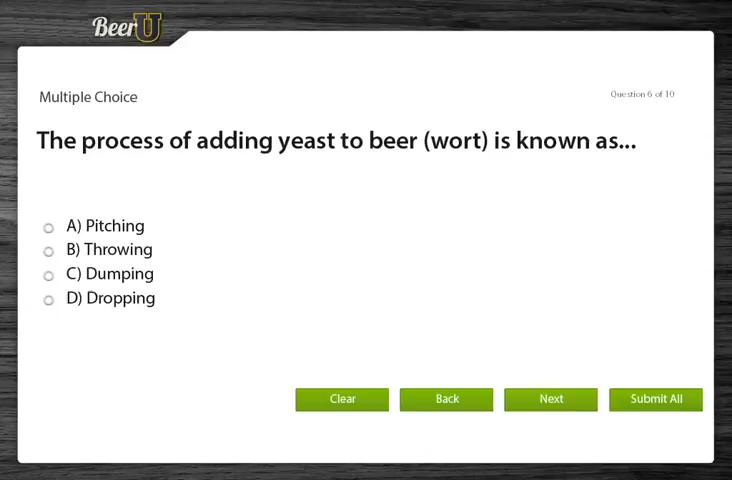 BeerU
Multiple Choice
Question 6 of 10
The process of adding yeast to beer (wort) is known as...
A) Pitching
B) Throwing
C) Dumping
D) Dropping
Clear
Back
Next
Submit All